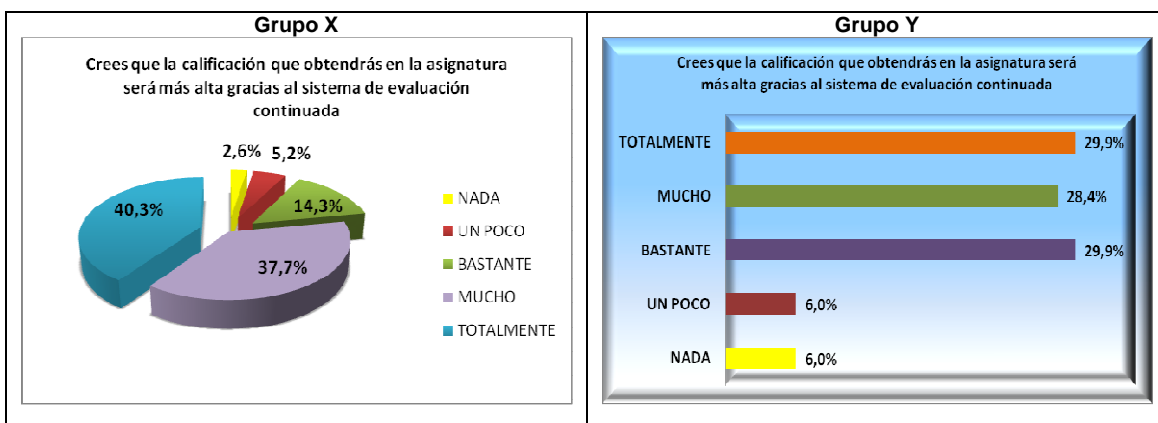 Grupo X
Crees que la calificación que obtendrás en la asignatura
será más alta gracias al sistema de evaluación
continuada
2,6%
5,2%
14,3%
40,3%
37,7%
NADA
UN POCO
BASTANTE
MUCHO
TOTALMENTE
Grupo Y
Crees que la calificación que obtendrás en la asignatura será
más alta gracias al sistema de evaluación continuada
TOTALMENTE 29,9%
MUCHO 28,4%
BASTANTE 29,9%
UN POCO 6,0%
NADA 6,0%